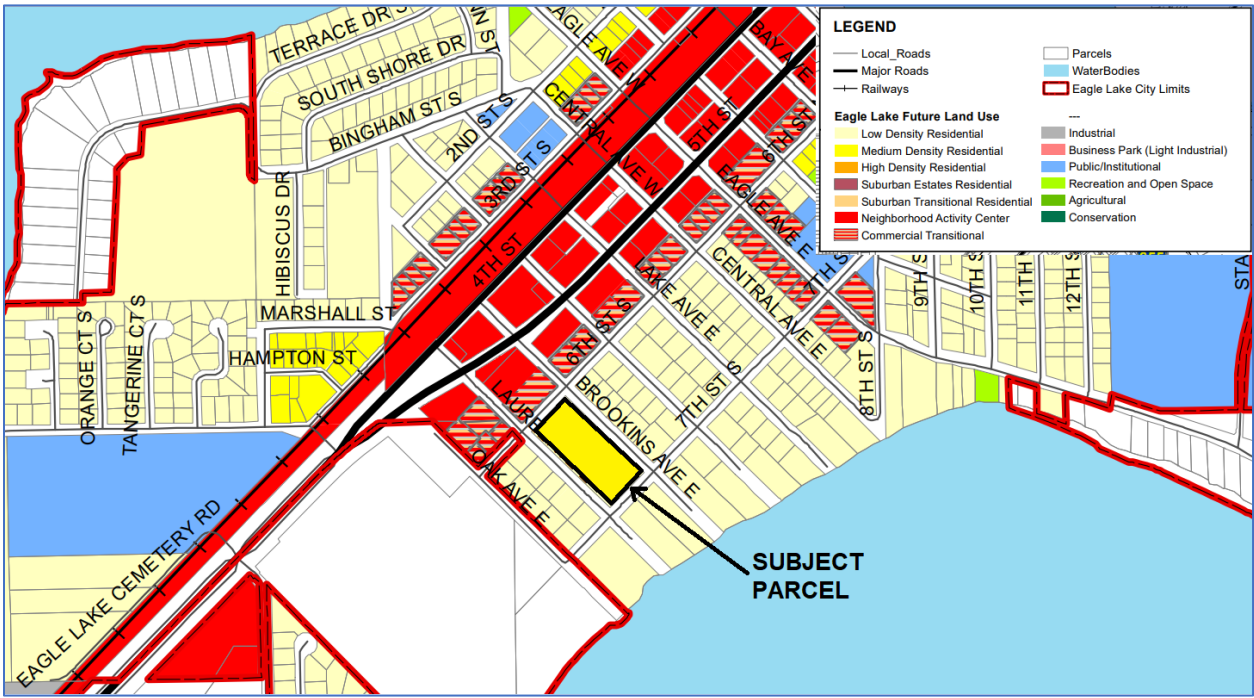 TERRACE DR S
SOUTH SHORE DR
BINGHAM ST S
2ND ST S
3RD ST S
EAGLE AVE W
CENTRAL AVE W
BAY AVE
5TH ST
6TH ST
4TH ST
EAGLE AVE E
7TH S
LAKE AVE E
CENTRAL AVE E
9TH S
10TH S
11TH S
12TH S
STA
HIBISCUS DR
MARSHALL ST
HAMPTON ST
ORANGE CT S
TANGERINE CT S
6TH ST S
7TH ST S
8TH ST S
BROOKINS AVE E
LAURE
OAK AVE E
EAGLE LAKE CEMETERY RD
SUBJECT
PARCEL
LEGEND
Local_Roads
Major Roads
Railways
Parcels
WaterBodies
Eagle Lake City Limits
Eagle Lake Future Land Use
Low Density Residential
Medium Density Residential
High Density Residential
Suburban Estates Residential
Suburban Transitional Residential
Neighborhood Activity Center
Commercial Transitional
---
Industrial
Business Park (Light Industrial)
Public/Institutional
Recreation and Open Space
Agricultural
Conservation